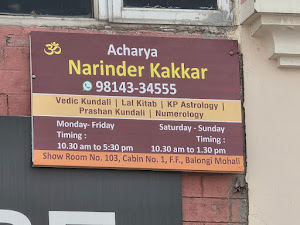 ॐ
Acharya
Narinder Kakkar
98143-34555
Vedic Kundali | Lal Kitab | KP Astrology |
Prashan Kundali | Numerology
Monday- Friday
Timing :
10.30 am to 5:30 pm
Saturday - Sunday
Timing :
10.30 am to 1.30 pm
Show Room No. 103, Cabin No. 1, F.F., Balongi Mohali